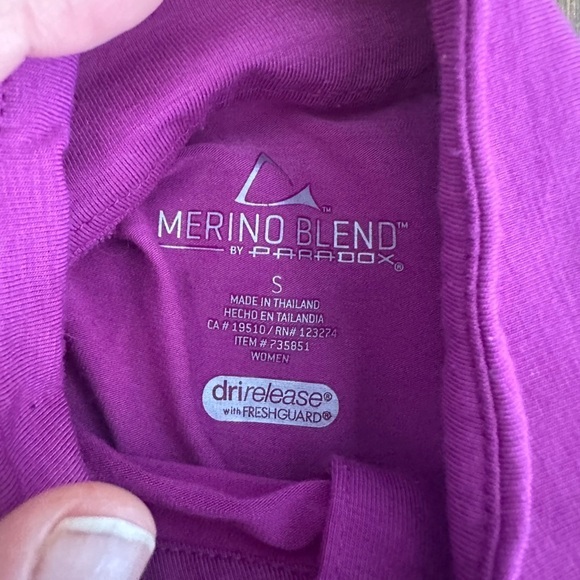 MERINO BLEND™
BY PARADOX®
S
MADE IN THAILAND
HECHO EN TAILANDIA
CA # 19510 / RN# 123274
ITEM # 735851
WOMEN
drirelease®
with FRESHGUARD®